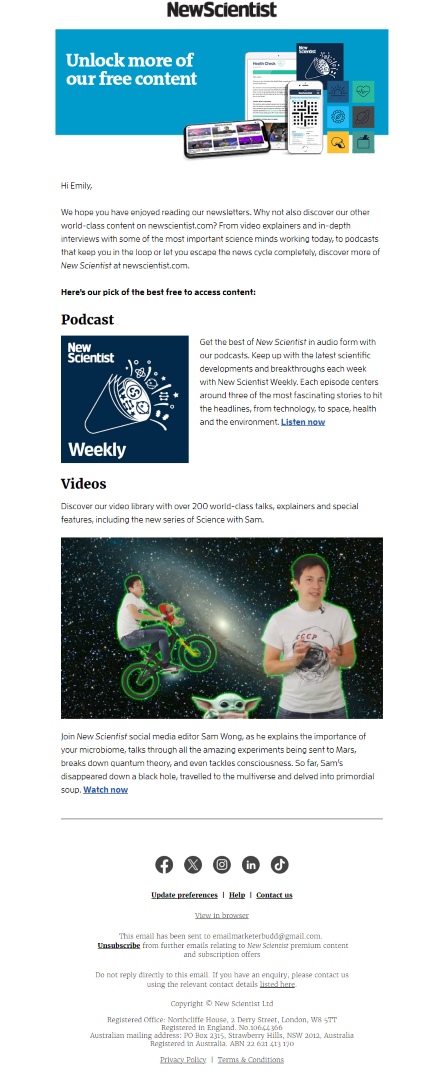 NewScientist
Unlock more of
our free content
Health Check
New
Scientist
Hi Emily,
We hope you have enjoyed reading our newsletters. Why not also discover our other
world-class content on newscientist.com? From video explainers and in-depth
interviews with some of the most important science minds working today, to podcasts
that keep you in the loop or let you escape the news cycle completely, discover more of
New Scientist at newscientist.com.
Here's our pick of the best free to access content:
Podcast
New
Scientist
Weekly
Get the best of New Scientist in audio form with
our podcasts. Keep up with the latest scientific
developments and breakthroughs each week
with New Scientist Weekly. Each episode centers
around three of the most fascinating stories to hit
the headlines, from technology, to space, health
and the environment. Listen now
Videos
Discover our video library with over 200 world-class talks, explainers and special
features, including the new series of Science with Sam.
CCCP
Join New Scientist social media editor Sam Wong, as he explains the importance of
your microbiome, talks through all the amazing experiments being sent to Mars,
breaks down quantum theory, and even tackles consciousness. So far, Sam's
disappeared down a black hole, travelled to the multiverse and delved into primordial
soup. Watch now
Update preferences | Help | Contact us
View in browser
This email has been sent to emailmarketerbudd@gmail.com.
Unsubscribe from further emails relating to New Scientist premium content
and subscription offers
Do not reply directly to this email. If you have an enquiry, please contact us
using the relevant contact details listed here.
Copyright © New Scientist Ltd
Registered Office: Northcliffe House, 2 Derry Street, London, W8 5TT
Registered in England. No.10644366
Australian mailing address: PO Box 2315, Strawberry Hills, NSW 2012, Australia
Registered in Australia. ABN 22 621 413 170
Privacy Policy | Terms & Conditions